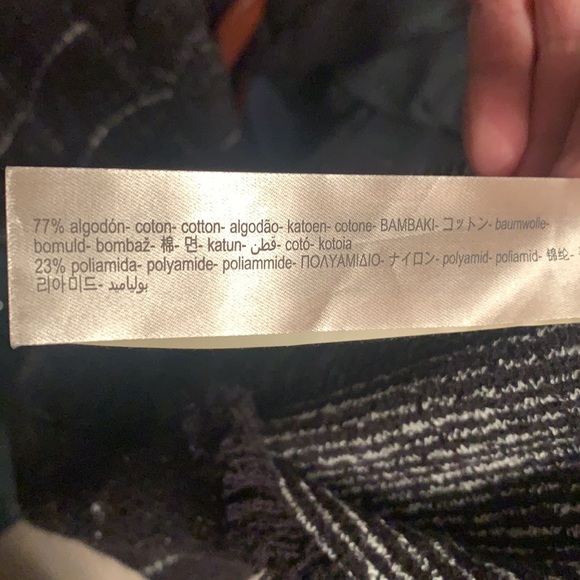 77% algodón- coton- cotton- algodão- katoen- cotone- BAMBAKI- コットン- baumwolle-
bomuld- bombaž- 棉- 면- katun- قطن- cotó- kotoia
23% poliamida- polyamide- poliammide- ΠΟΛΥΑΜΙΔΙΟ- ナイロン- polyamid- poliamid- 锦纶-
리아미드- بولياميد